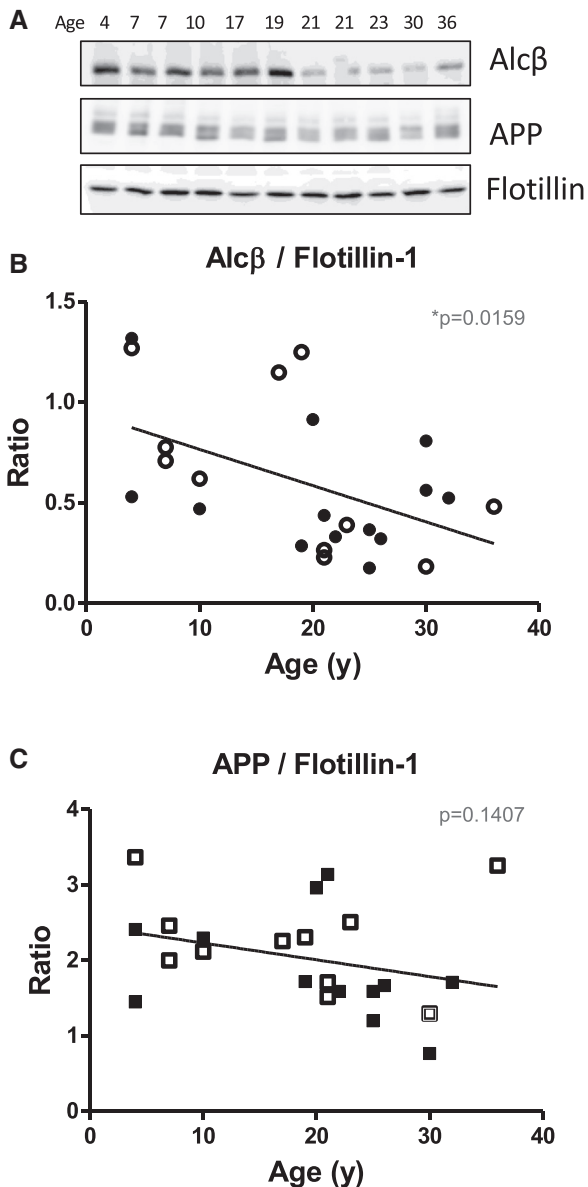 A
Age 4 7 7 10 17 19 21 21 23 30 36
Alcβ
APP
Flotillin
B
Alcβ / Flotillin-1
*p=0.0159
1.5
1.0
0.5
0.0
Ratio
0 10 20 30 40
Age (y)
C
APP / Flotillin-1
p=0.1407
4
3
2
1
0
Ratio
0 10 20 30 40
Age (y)